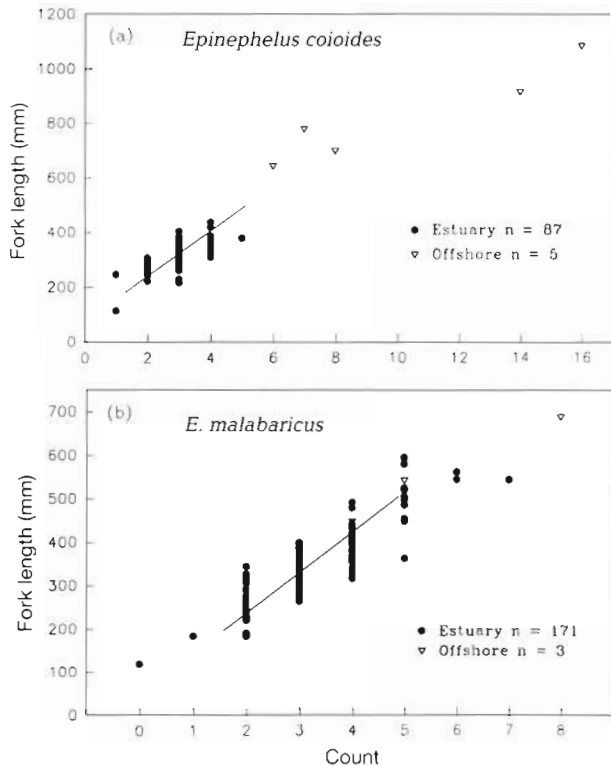 (a)
Epinephelus coioides
Fork length (mm)
1200
1000
800
600
400
200
0
● Estuary n = 87
▽ Offshore n = 5
0 2 4 6 8 10 12 14 16
(b)
E. malabaricus
Fork length (mm)
700
600
500
400
300
200
100
0
● Estuary n = 171
▽ Offshore n = 3
0 1 2 3 4 5 6 7 8
Count